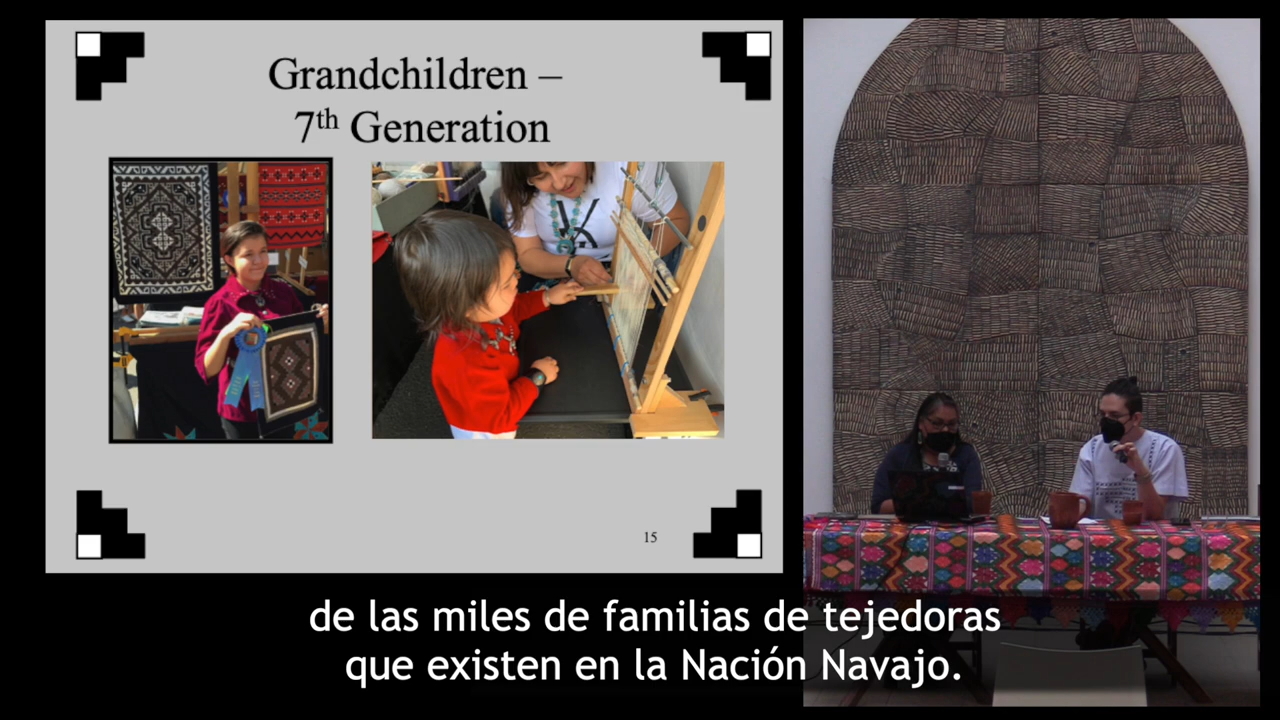 Grandchildren –
7th Generation
15
de las miles de familias de tejedoras
que existen en la Nación Navajo.